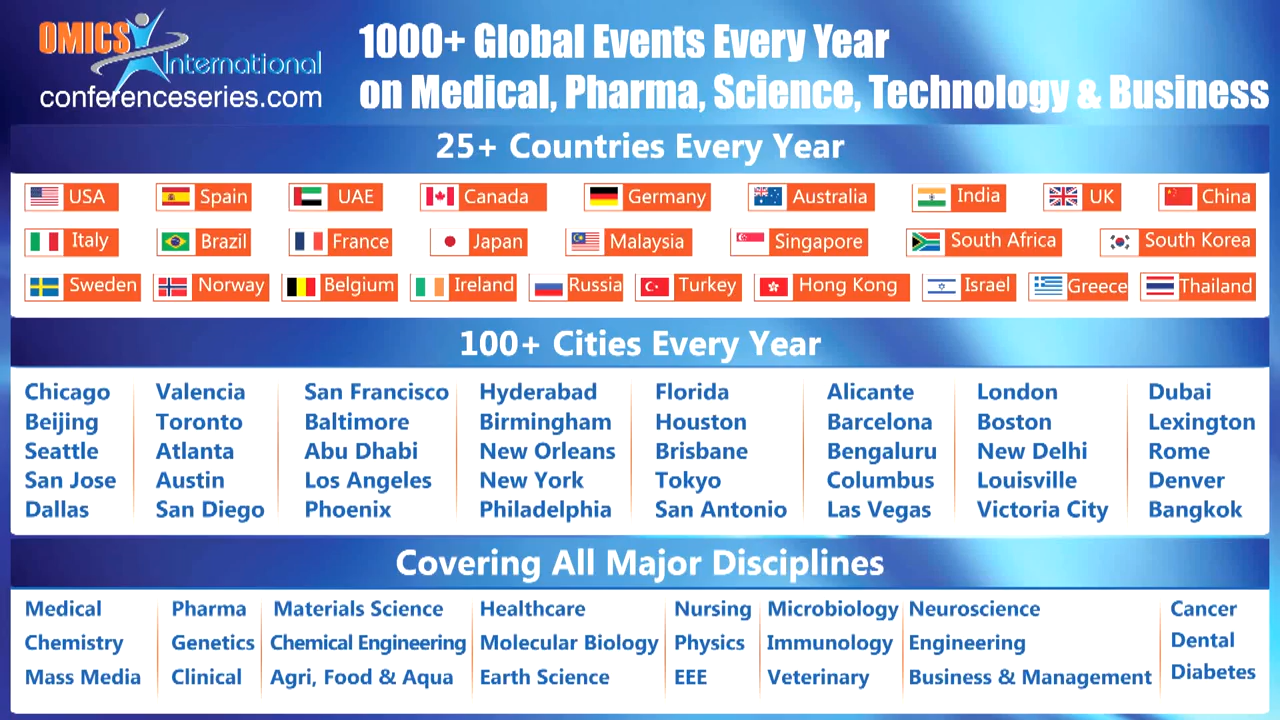 OMICS International
conferenceseries.com
1000+ Global Events Every Year
on Medical, Pharma, Science, Technology & Business
25+ Countries Every Year
USA Spain UAE Canada Germany Australia India UK China
Italy Brazil France Japan Malaysia Singapore South Africa South Korea
Sweden Norway Belgium Ireland Russia Turkey Hong Kong Israel Greece Thailand
100+ Cities Every Year
Chicago Valencia San Francisco Hyderabad Florida Alicante London Dubai
Beijing Toronto Baltimore Birmingham Houston Barcelona Boston Lexington
Seattle Atlanta Abu Dhabi New Orleans Brisbane Bengaluru New Delhi Rome
San Jose Austin Los Angeles New York Tokyo Columbus Louisville Denver
Dallas San Diego Phoenix Philadelphia San Antonio Las Vegas Victoria City Bangkok
Covering All Major Disciplines
Medical Pharma Materials Science Healthcare Nursing Microbiology Neuroscience Cancer
Chemistry Genetics Chemical Engineering Molecular Biology Physics Immunology Engineering Dental
Mass Media Clinical Agri, Food & Aqua Earth Science EEE Veterinary Business & Management Diabetes